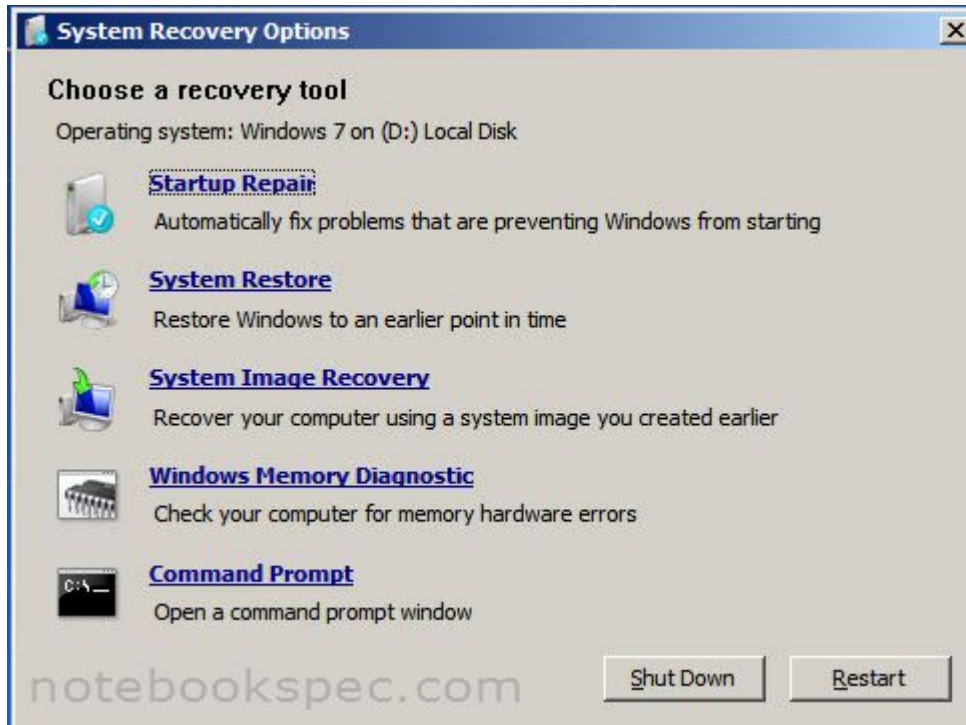 System Recovery Options
Choose a recovery tool
Operating system: Windows 7 on (D:) Local Disk
Startup Repair
Automatically fix problems that are preventing Windows from starting
System Restore
Restore Windows to an earlier point in time
System Image Recovery
Recover your computer using a system image you created earlier
Windows Memory Diagnostic
Check your computer for memory hardware errors
C:\_
Command Prompt
Open a command prompt window
notebookspec.com
Shut Down
Restart